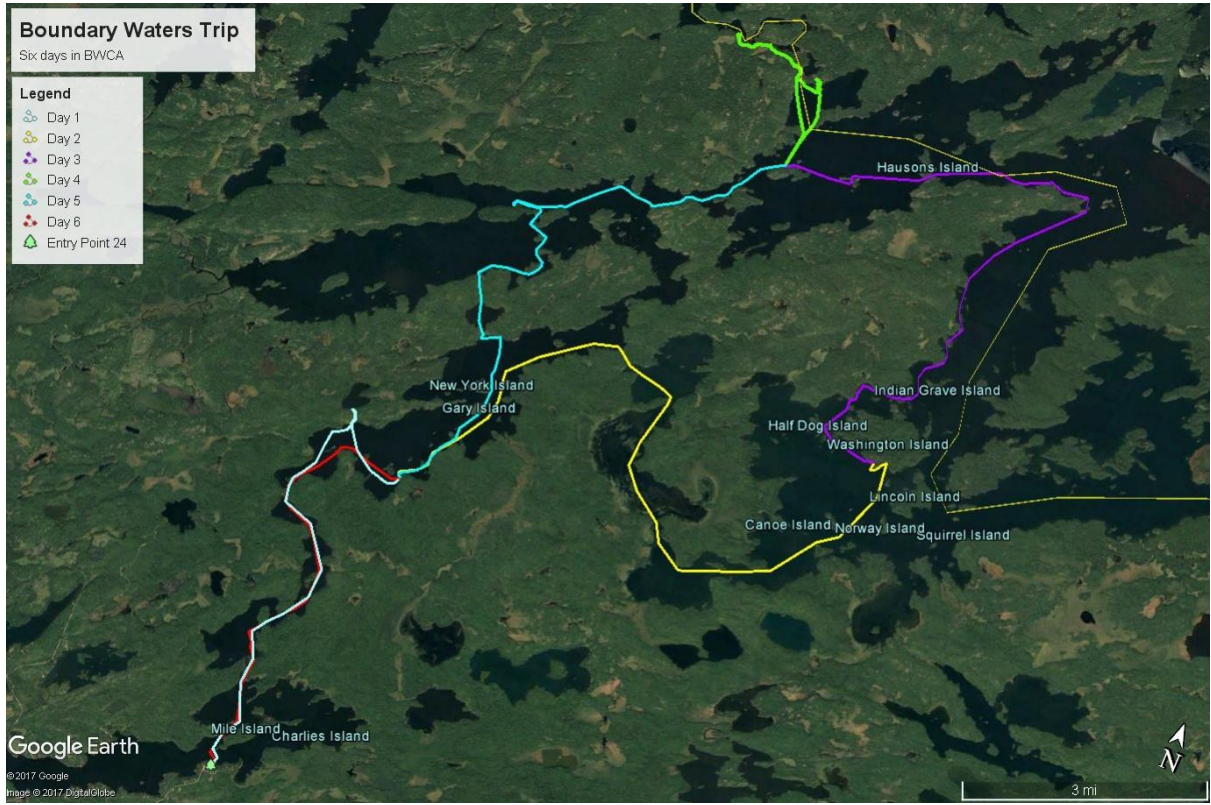 Boundary Waters Trip
Six days in BWCA
Legend
Day 1
Day 2
Day 3
Day 4
Day 5
Day 6
Entry Point 24
Hausons Island
New York Island
Gary Island
Indian Grave Island
Half Dog Island
Washington Island
Lincoln Island
Canoe Island
Norway Island
Squirrel Island
Mile Island
Charlies Island
Google Earth
©2017 Google
Image © 2017 DigitalGlobe
N
3 mi